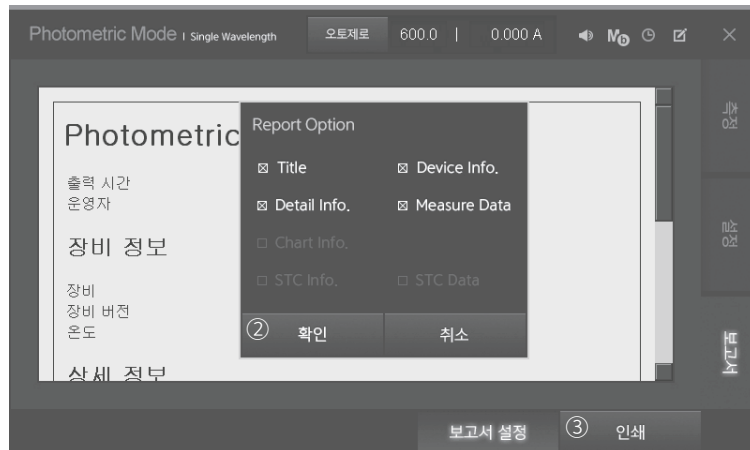 Photometric Mode I Single Wavelength 오토제로 600.0 | 0.000 A Mb
측정
설정
보고서
Photometric
출력 시간
운영자
장비 정보
장비
장비 버전
온도
상세 정보
Report Option
Title Device Info.
Detail Info. Measure Data
Chart Info.
STC Info. STC Data
② 확인 취소
보고서 설정 ③ 인쇄